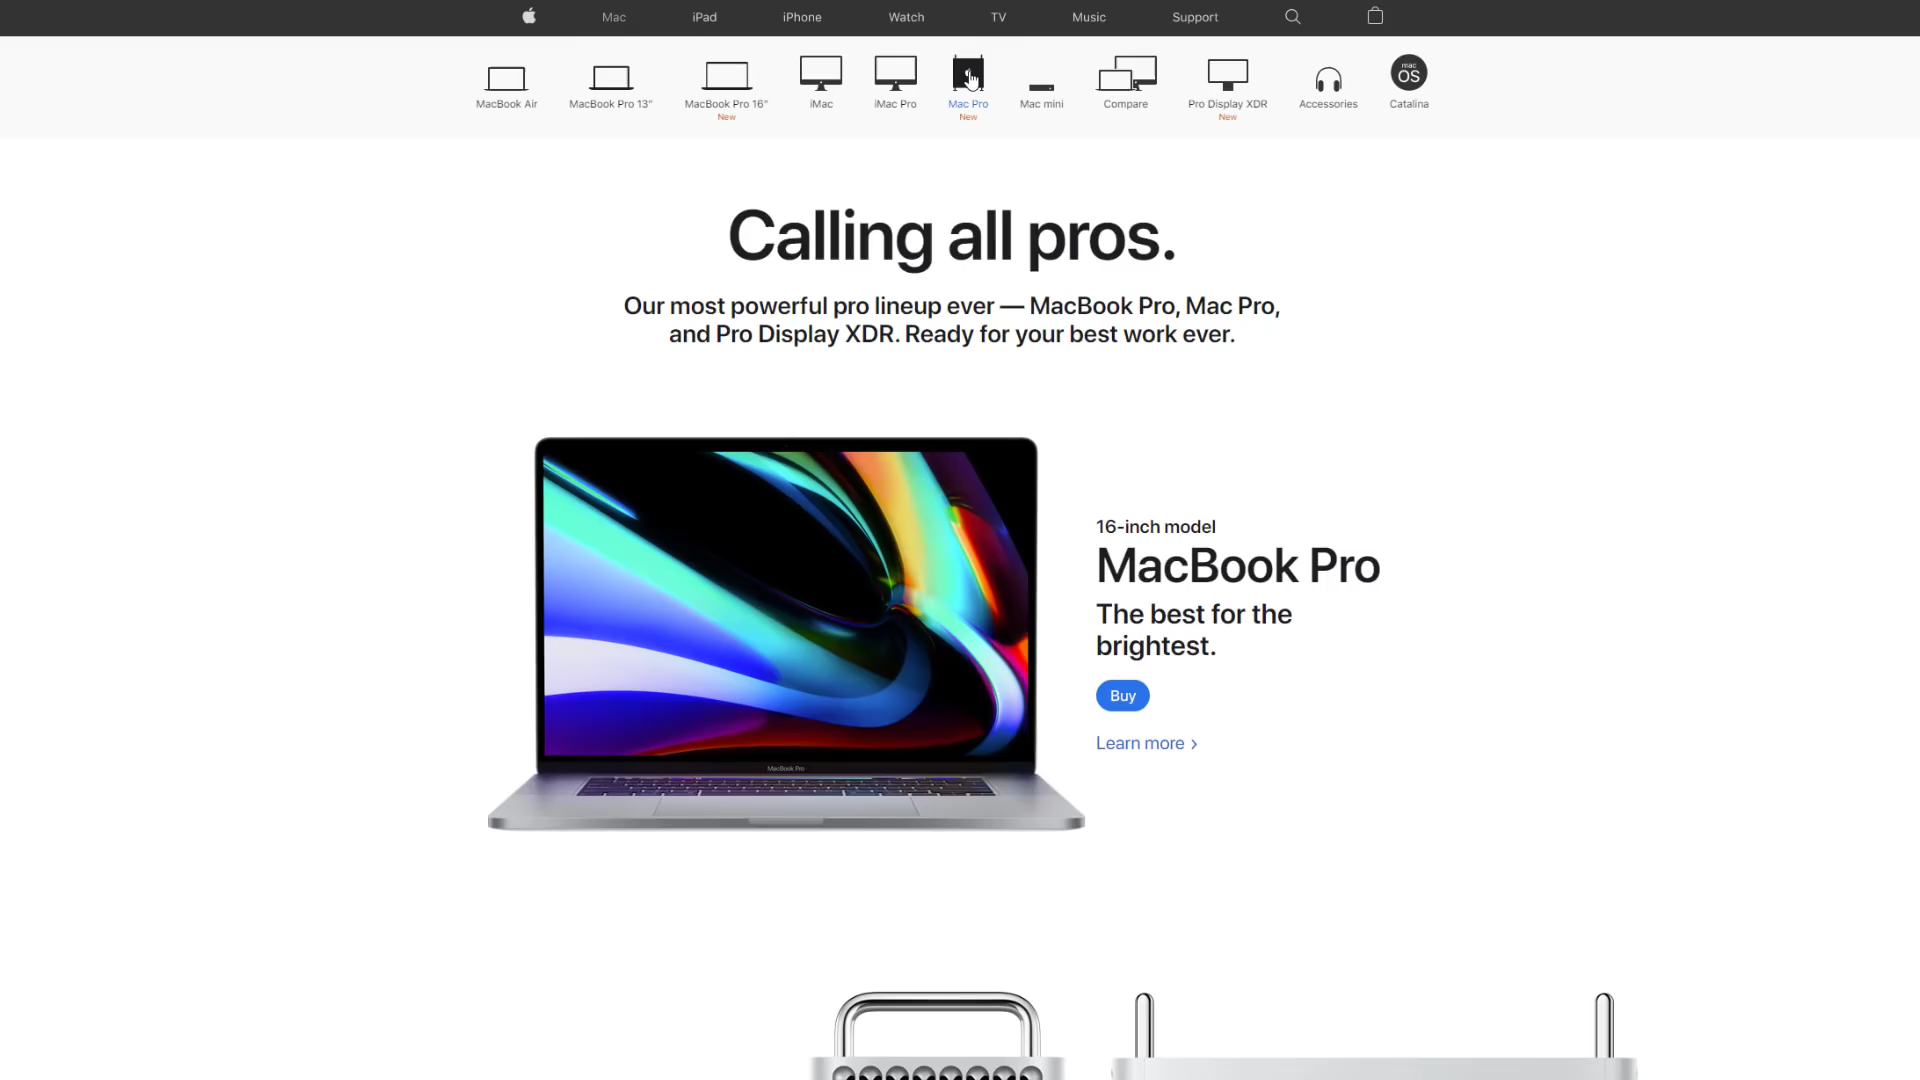 Mac
iPad
iPhone
Watch
TV
Music
Support
MacBook Air
MacBook Pro 13"
MacBook Pro 16"
New
iMac
iMac Pro
Mac Pro
New
Mac mini
Compare
Pro Display XDR
New
Accessories
mac
OS
Catalina
Calling all pros.
Our most powerful pro lineup ever — MacBook Pro, Mac Pro,
and Pro Display XDR. Ready for your best work ever.
MacBook Pro
16-inch model
MacBook Pro
The best for the
brightest.
Buy
Learn more ›